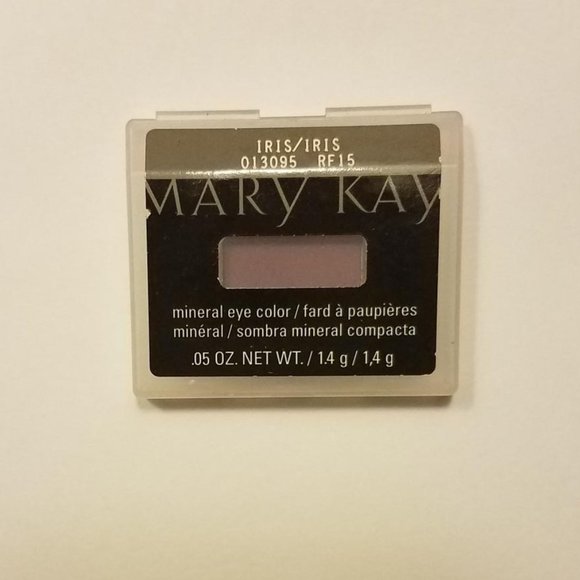 IRIS/IRIS
013095 RF15
MARY KAY
mineral eye color / fard à paupières
minéral / sombra mineral compacta
.05 OZ. NET WT. / 1.4 g / 1,4 g